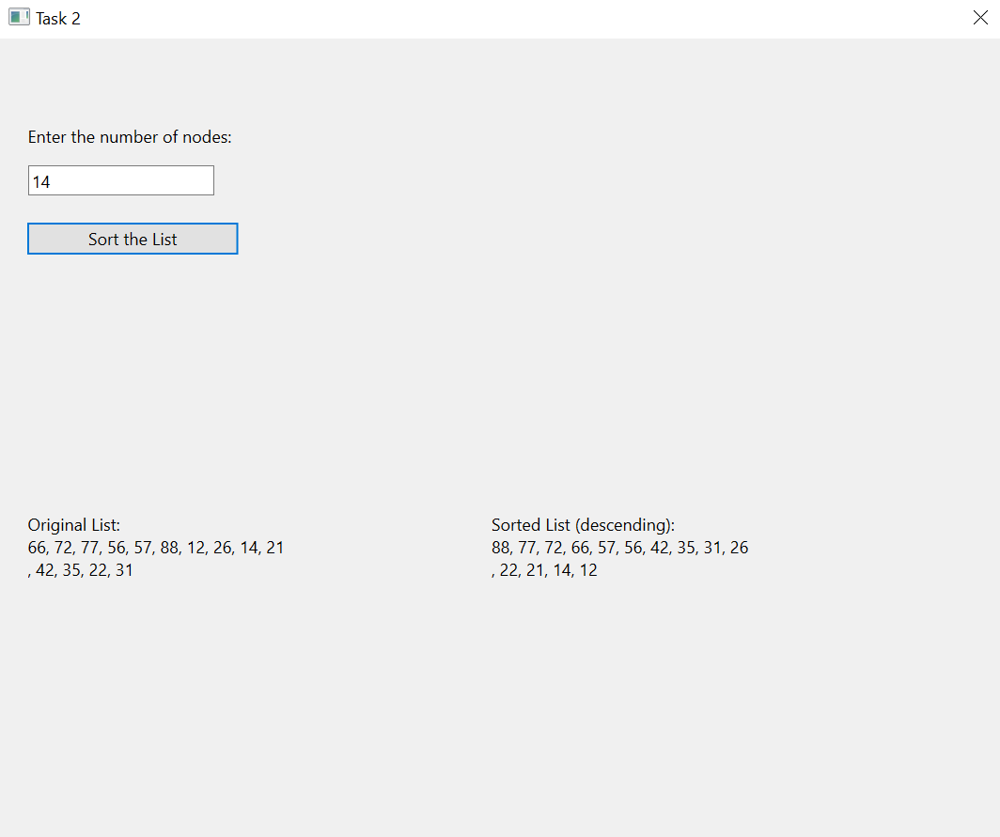 Task 2
Enter the number of nodes:
14
Sort the List
Original List:
66, 72, 77, 56, 57, 88, 12, 26, 14, 21
, 42, 35, 22, 31
Sorted List (descending):
88, 77, 72, 66, 57, 56, 42, 35, 31, 26
, 22, 21, 14, 12